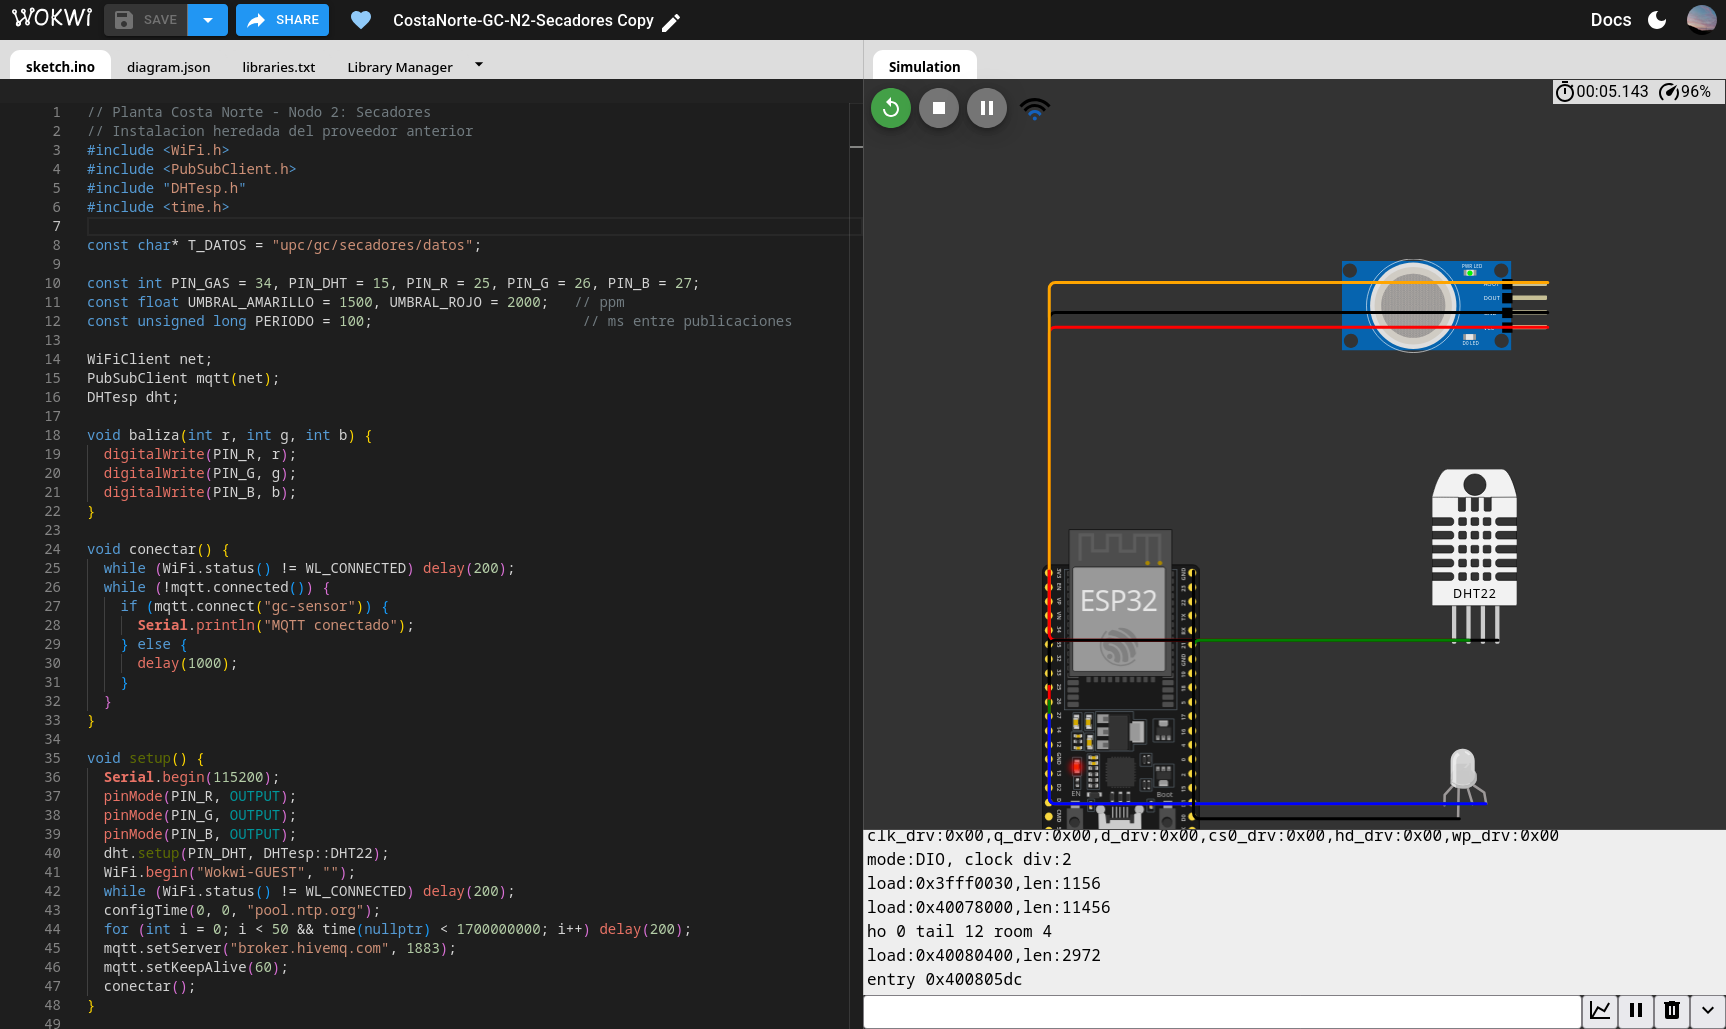 WOKWI
SAVE
SHARE
CostaNorte-GC-N2-Secadores Copy
Docs
sketch.ino
diagram.json
libraries.txt
Library Manager
Simulation
1 // Planta Costa Norte - Nodo 2: Secadores
2 // Instalacion heredada del proveedor anterior
3 #include <WiFi.h>
4 #include <PubSubClient.h>
5 #include "DHTesp.h"
6 #include <time.h>
7
8 const char* T_DATOS = "upc/gc/secadores/datos";
9
10 const int PIN_GAS = 34, PIN_DHT = 15, PIN_R = 25, PIN_G = 26, PIN_B = 27;
11 const float UMBRAL_AMARILLO = 1500, UMBRAL_ROJO = 2000; // ppm
12 const unsigned long PERIODO = 100; // ms entre publicaciones
13
14 WiFiClient net;
15 PubSubClient mqtt(net);
16 DHTesp dht;
17
18 void baliza(int r, int g, int b) {
19 digitalWrite(PIN_R, r);
20 digitalWrite(PIN_G, g);
21 digitalWrite(PIN_B, b);
22 }
23
24 void conectar() {
25 while (WiFi.status() != WL_CONNECTED) delay(200);
26 while (!mqtt.connected()) {
27 if (mqtt.connect("gc-sensor")) {
28 Serial.println("MQTT conectado");
29 } else {
30 delay(1000);
31 }
32 }
33 }
34
35 void setup() {
36 Serial.begin(115200);
37 pinMode(PIN_R, OUTPUT);
38 pinMode(PIN_G, OUTPUT);
39 pinMode(PIN_B, OUTPUT);
40 dht.setup(PIN_DHT, DHTesp::DHT22);
41 WiFi.begin("Wokwi-GUEST", "");
42 while (WiFi.status() != WL_CONNECTED) delay(200);
43 configTime(0, 0, "pool.ntp.org");
44 for (int i = 0; i < 50 && time(nullptr) < 1700000000; i++) delay(200);
45 mqtt.setServer("broker.hivemq.com", 1883);
46 mqtt.setKeepAlive(60);
47 conectar();
48 }
49
00:05.143
96%
PWR LED
DOUT
DO LED
DHT22
ESP32
EN
Boot
clk_drv:0x00,q_drv:0x00,d_drv:0x00,cs0_drv:0x00,hd_drv:0x00,wp_drv:0x00
mode:DIO, clock div:2
load:0x3fff0030,len:1156
load:0x40078000,len:11456
ho 0 tail 12 room 4
load:0x40080400,len:2972
entry 0x400805dc